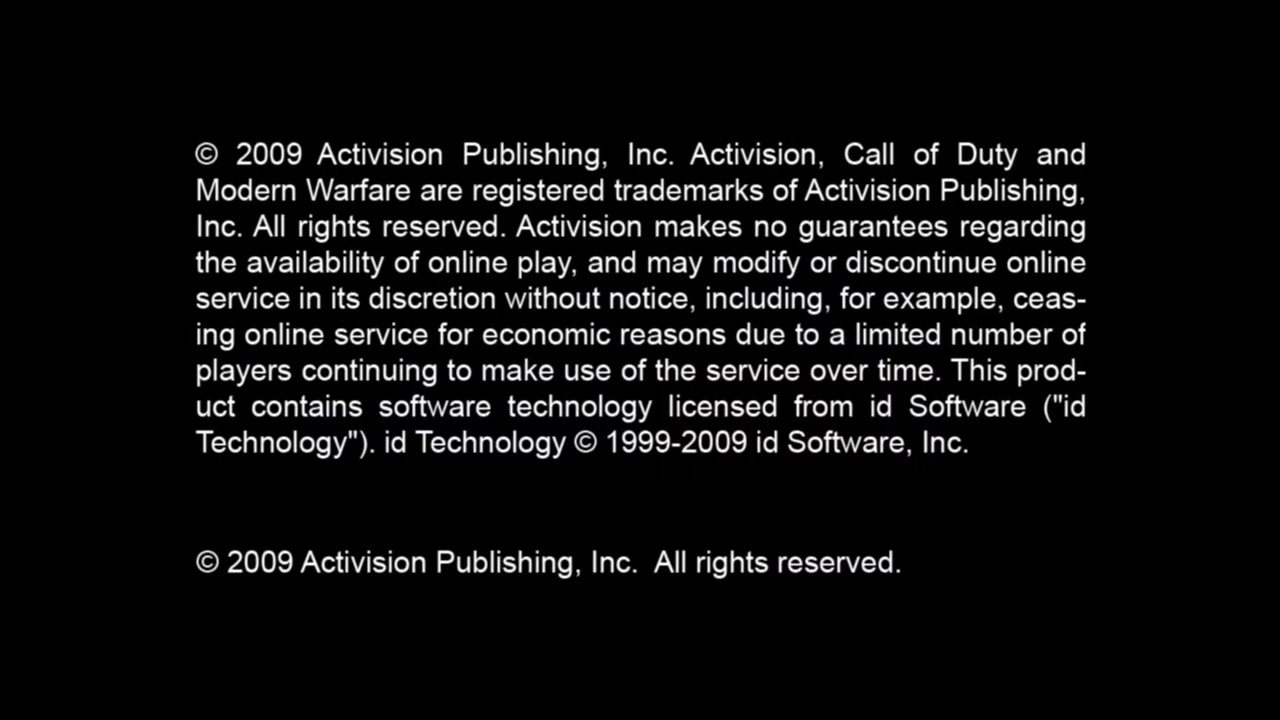 © 2009 Activision Publishing, Inc. Activision, Call of Duty and
Modern Warfare are registered trademarks of Activision Publishing,
Inc. All rights reserved. Activision makes no guarantees regarding
the availability of online play, and may modify or discontinue online
service in its discretion without notice, including, for example, ceas-
ing online service for economic reasons due to a limited number of
players continuing to make use of the service over time. This prod-
uct contains software technology licensed from id Software ("id
Technology"). id Technology © 1999-2009 id Software, Inc.
© 2009 Activision Publishing, Inc.  All rights reserved.